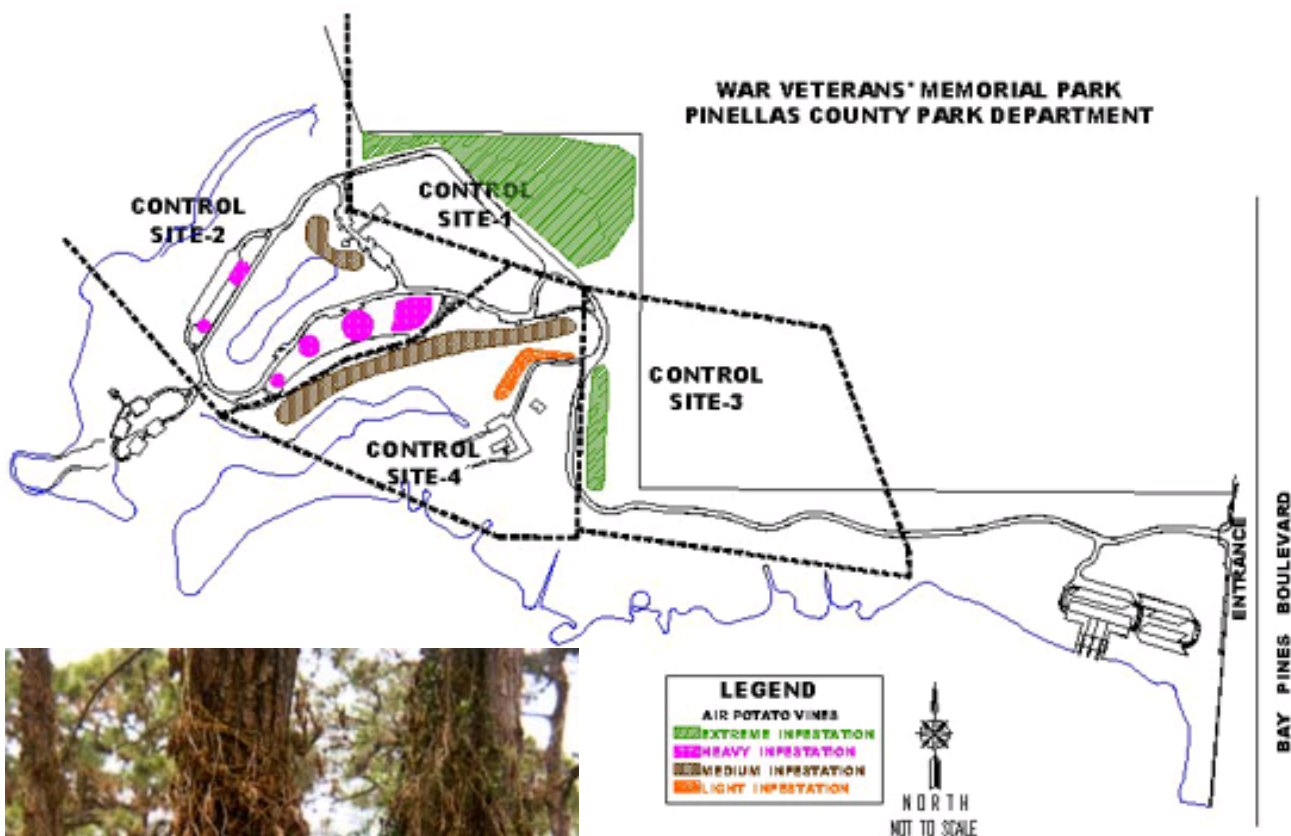 WAR VETERANS' MEMORIAL PARK
PINELLAS COUNTY PARK DEPARTMENT
CONTROL
SITE-1
CONTROL
SITE-2
CONTROL
SITE-3
CONTROL
SITE-4
ENTRANCE
BAY PINES BOULEVARD
LEGEND
AIR POTATO VINES
EXTREME INFESTATION
HEAVY INFESTATION
MEDIUM INFESTATION
LIGHT INFESTATION
NORTH
NOT TO SCALE